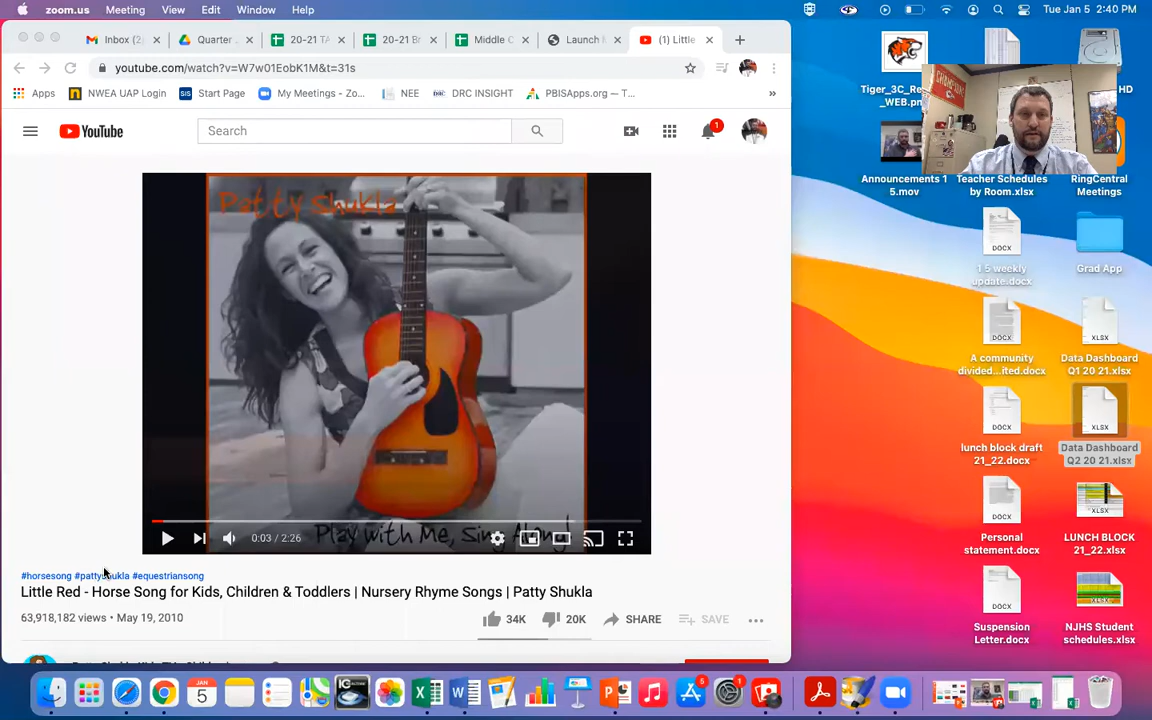 zoom.us Meeting View Edit Window Help Tue Jan 5 2:40 PM
Inbox (2, Quarter 20-21 TA 20-21 Br Middle C Launch M (1) Little
youtube.com/watch?v=W7w01EobK1M&t=31s
Apps NWEA UAP Login SIS Start Page My Meetings - Zo... NEE DRC INSIGHT PBISApps.org — T... »
YouTube Search 1
Patty Shukla
Play with Me, Sing Along!
0:03 / 2:26
#horsesong #pattyshukla #equestriansong
Little Red - Horse Song for Kids, Children & Toddlers | Nursery Rhyme Songs | Patty Shukla
63,918,182 views • May 19, 2010 34K 20K SHARE SAVE
Tiger_3C_Re
_WEB.pn
HD
CHAMPIONS
Announcements 1
5.mov
Teacher Schedules
by Room.xlsx
RingCentral
Meetings
DOCX
1 5 weekly
update.docx
Grad App
DOCX
A community
divided...ited.docx
XLSX
Data Dashboard
Q1 20 21.xlsx
DOCX
lunch block draft
21_22.docx
XLSX
Data Dashboard
Q2 20 21.xlsx
DOCX
Personal
statement.docx
LUNCH BLOCK
21_22.xlsx
DOCX
Suspension
Letter.docx
XLSX
NJHS Student
schedules.xlsx
JAN
5
5 1